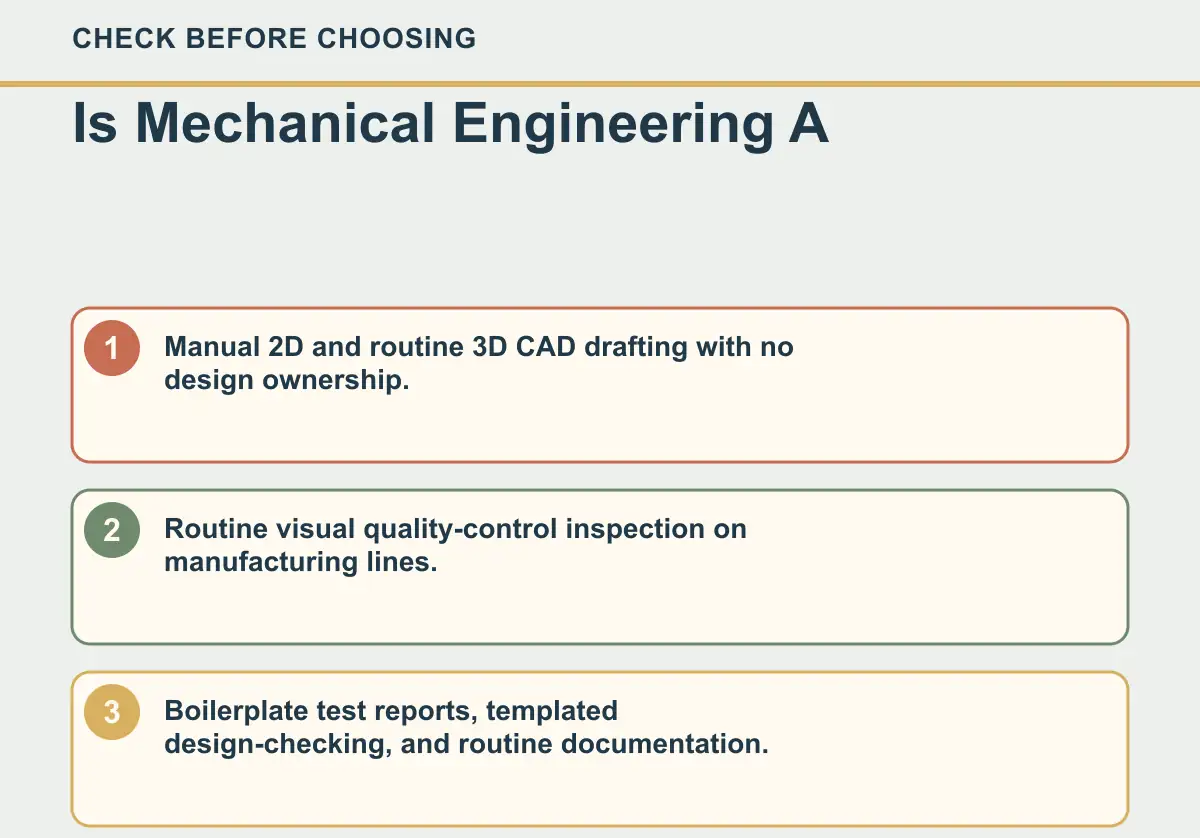 CHECK BEFORE CHOOSING
Is Mechanical Engineering A
1
Manual 2D and routine 3D CAD drafting with no
design ownership.
2
Routine visual quality-control inspection on
manufacturing lines.
3
Boilerplate test reports, templated
design-checking, and routine documentation.